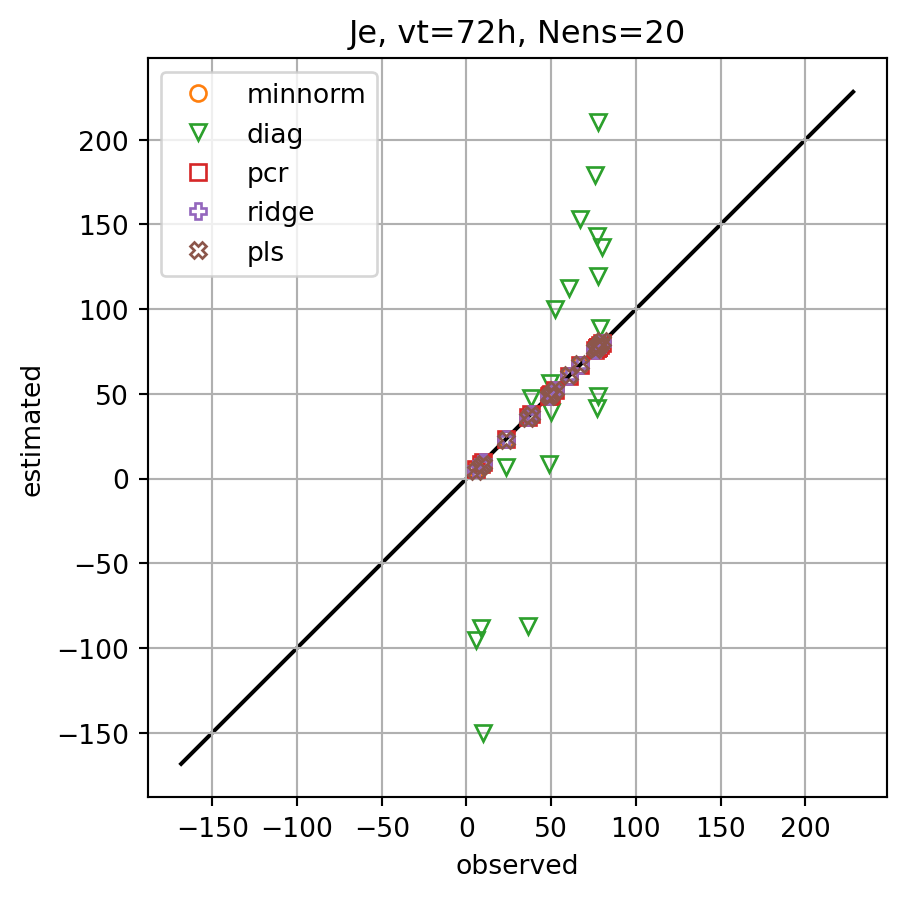 Je, vt=72h, Nens=20
minnorm
diag
pcr
ridge
pls
200
150
100
50
0
−50
−100
−150
estimated
−150 −100 −50 0 50 100 150 200
observed